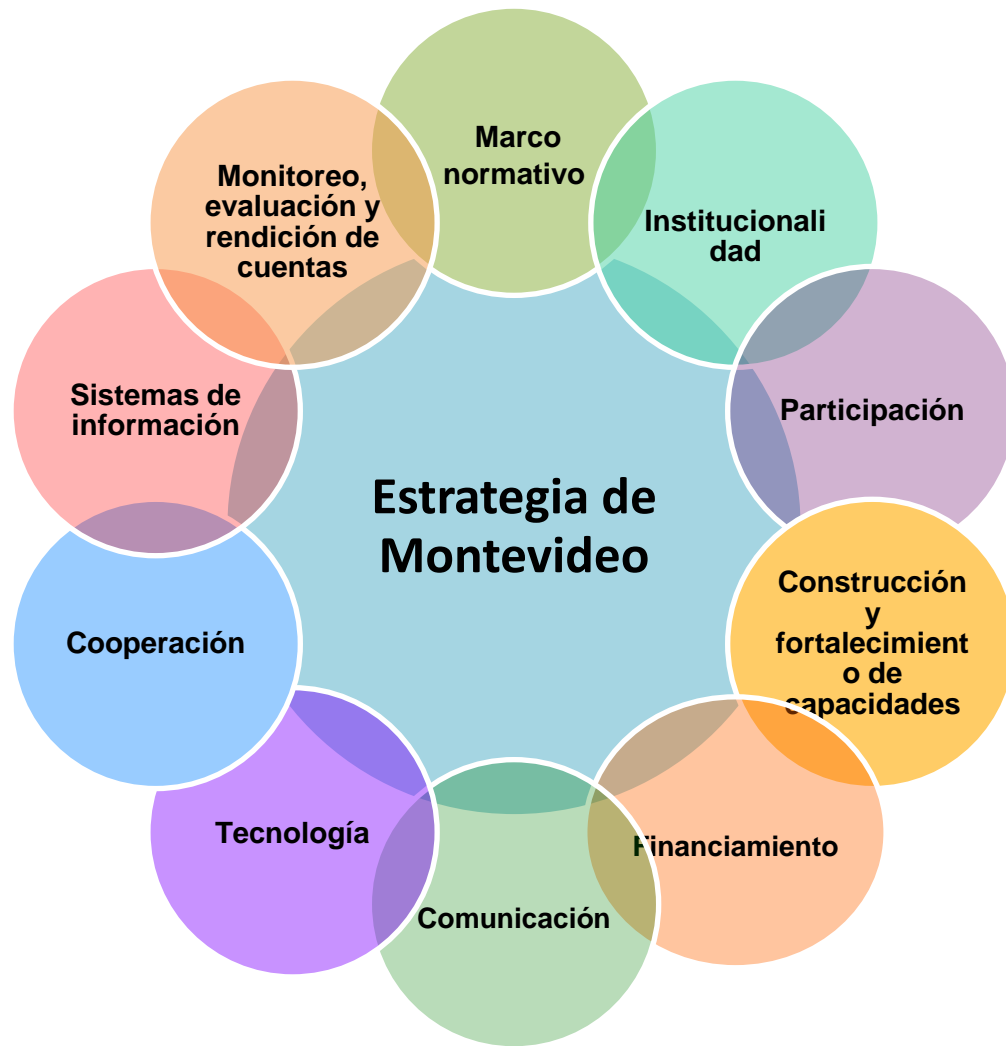 Marco
normativo
Institucionali
dad
Participación
Construcción
y
fortalecimient
o de
capacidades
Financiamiento
Comunicación
Tecnología
Cooperación
Sistemas de
información
Monitoreo,
evaluación y
rendición de
cuentas
Estrategia de
Montevideo